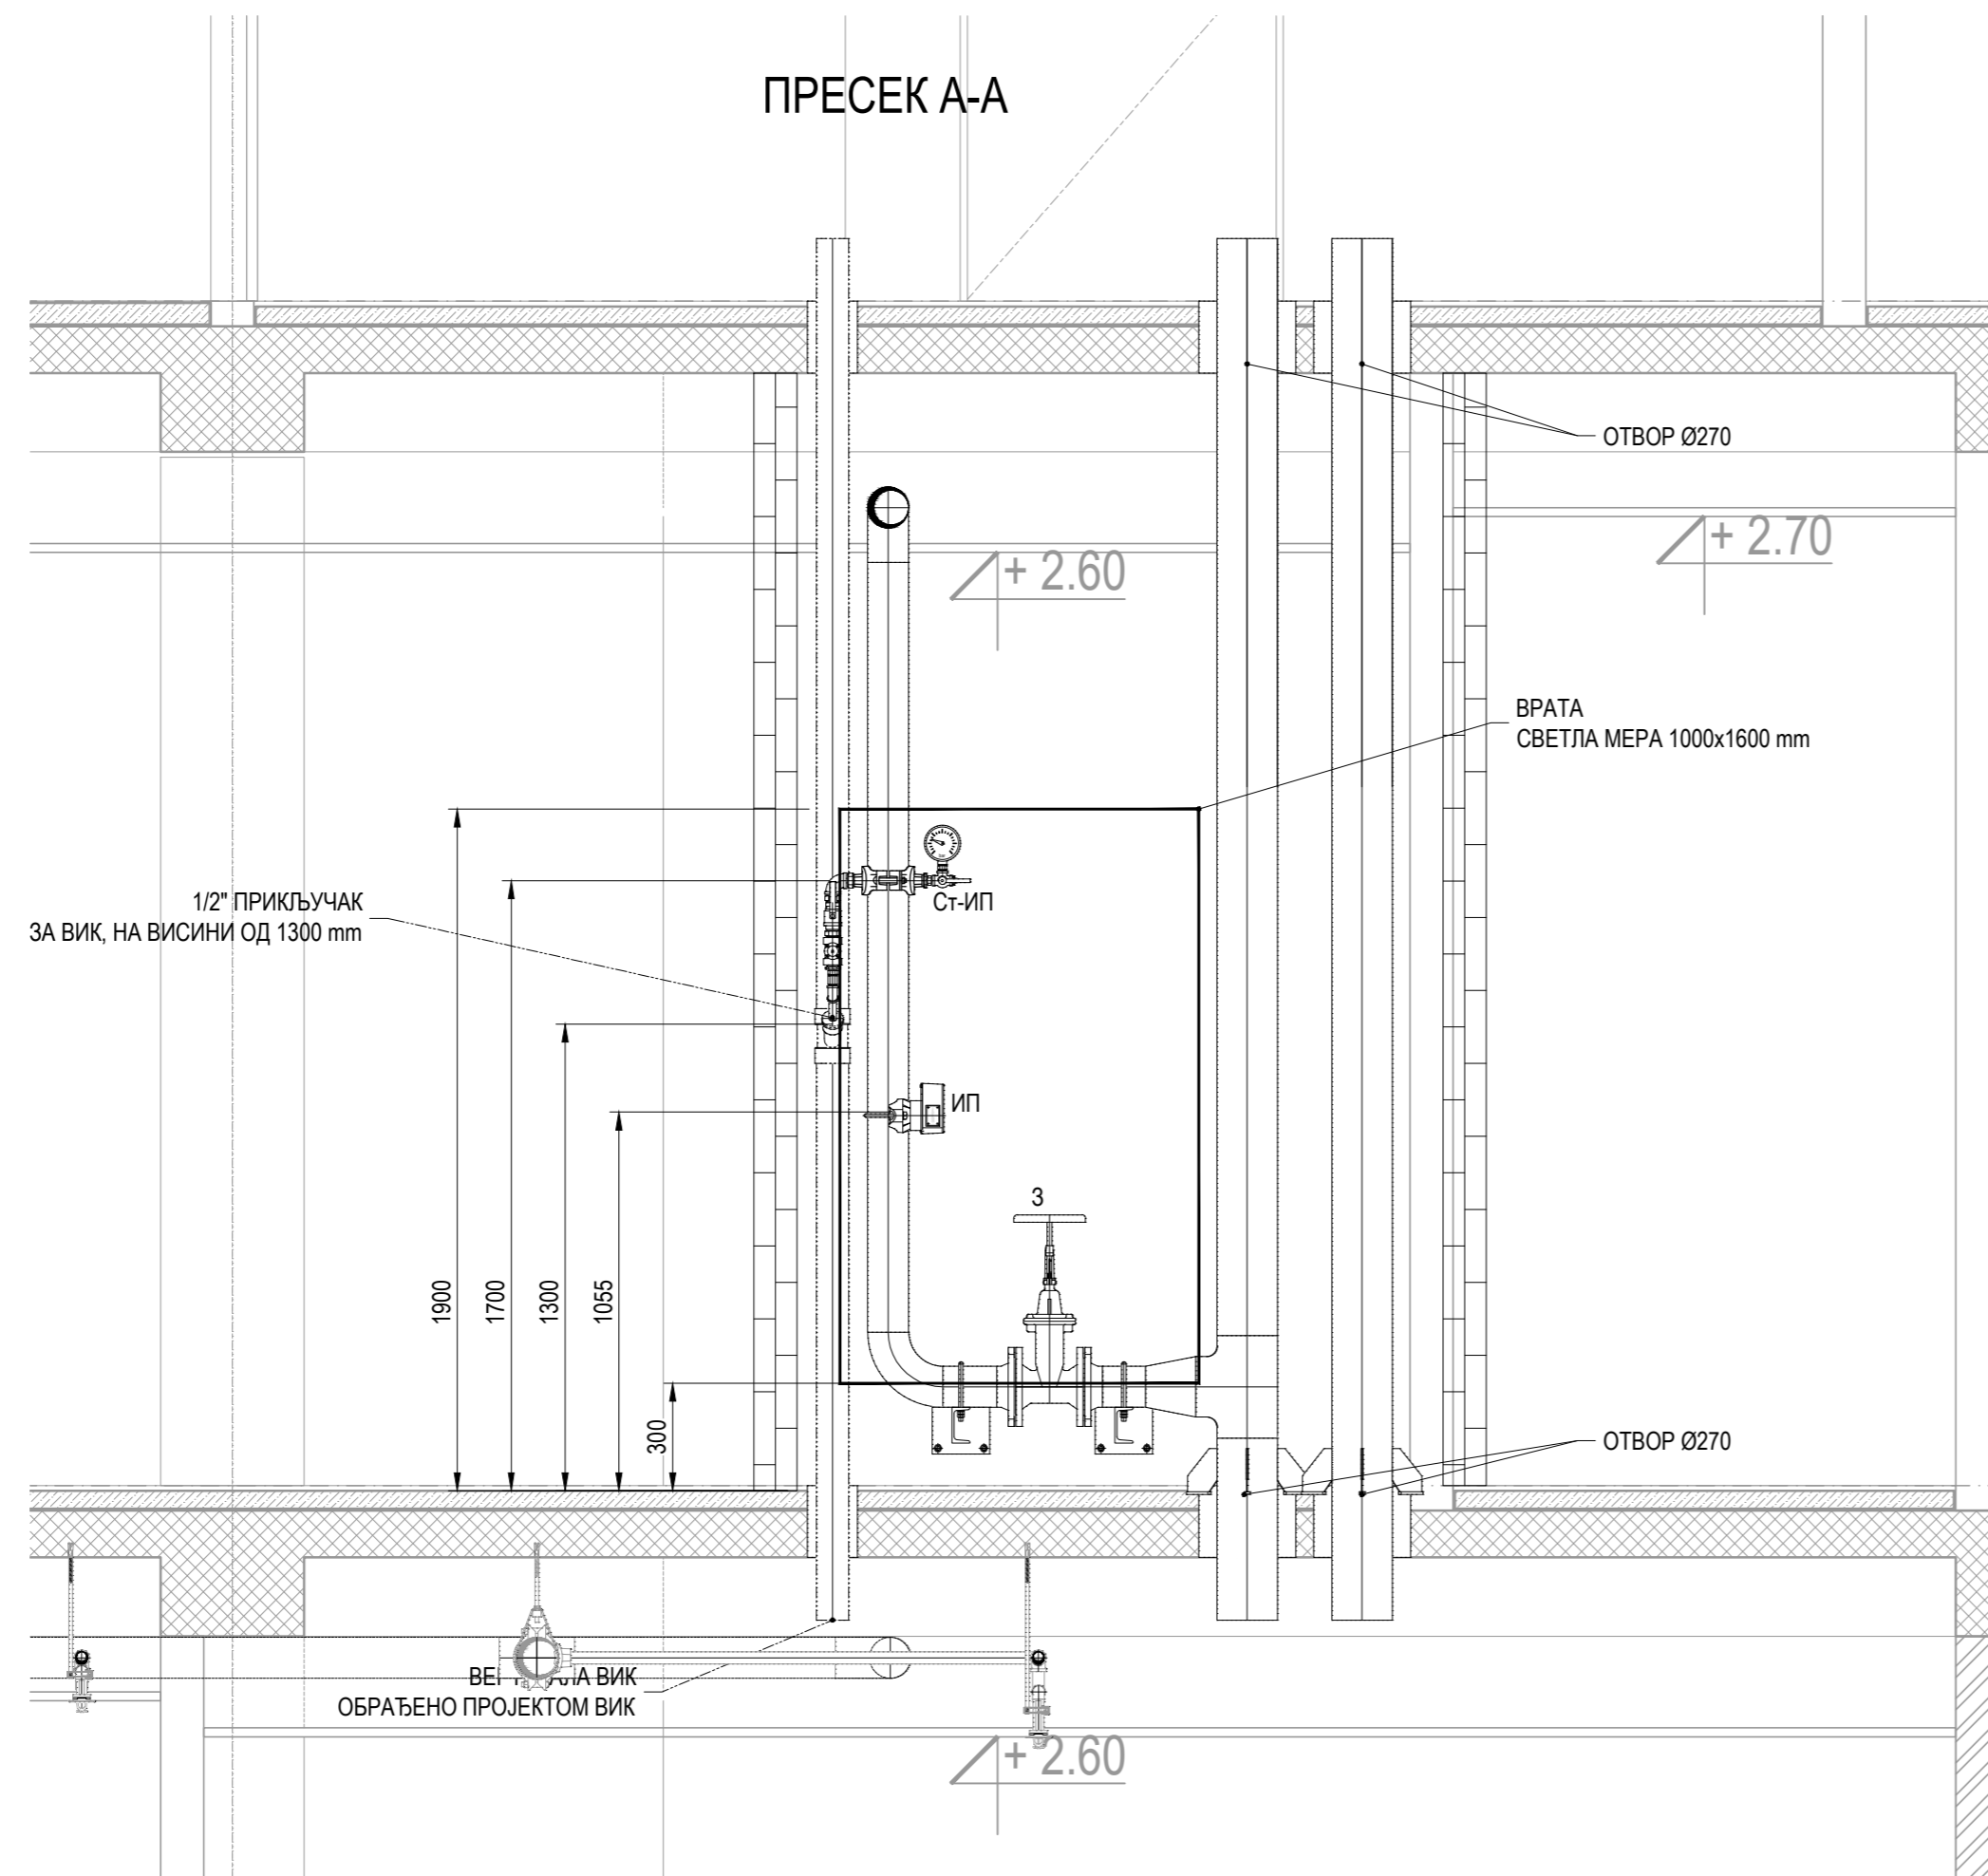 ПРЕСЕК А-А
ОТВОР Ø270
+ 2.60
+ 2.70
ВРАТА
СВЕТЛА МЕРА 1000x1600 mm
1/2" ПРИКЉУЧАК
ЗА ВИК, НА ВИСИНИ ОД 1300 mm
Ст-ИП
ИП
З
1900
1700
1300
1055
300
ОТВОР Ø270
ВИК
ОБРАЂЕНО ПРОЈЕКТОМ ВИК
+ 2.60